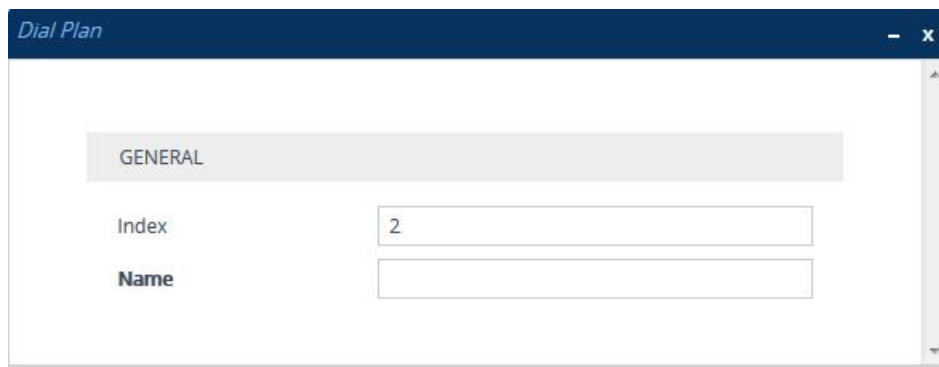 Dial Plan
– x
GENERAL
Index 2
Name